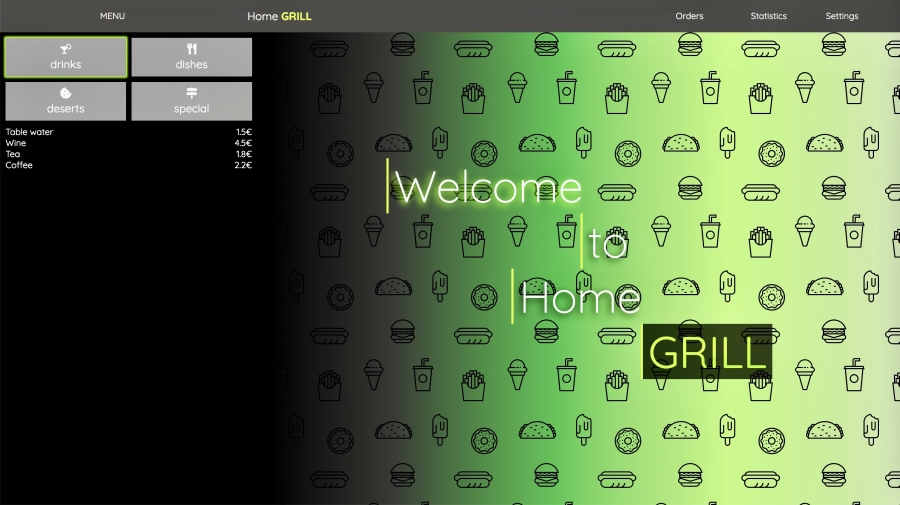 MENU
Home GRILL
Orders
Statistics
Settings
drinks
dishes
deserts
special
Table water 1.5€
Wine 4.5€
Tea 1.8€
Coffee 2.2€
Welcome
to
Home
GRILL